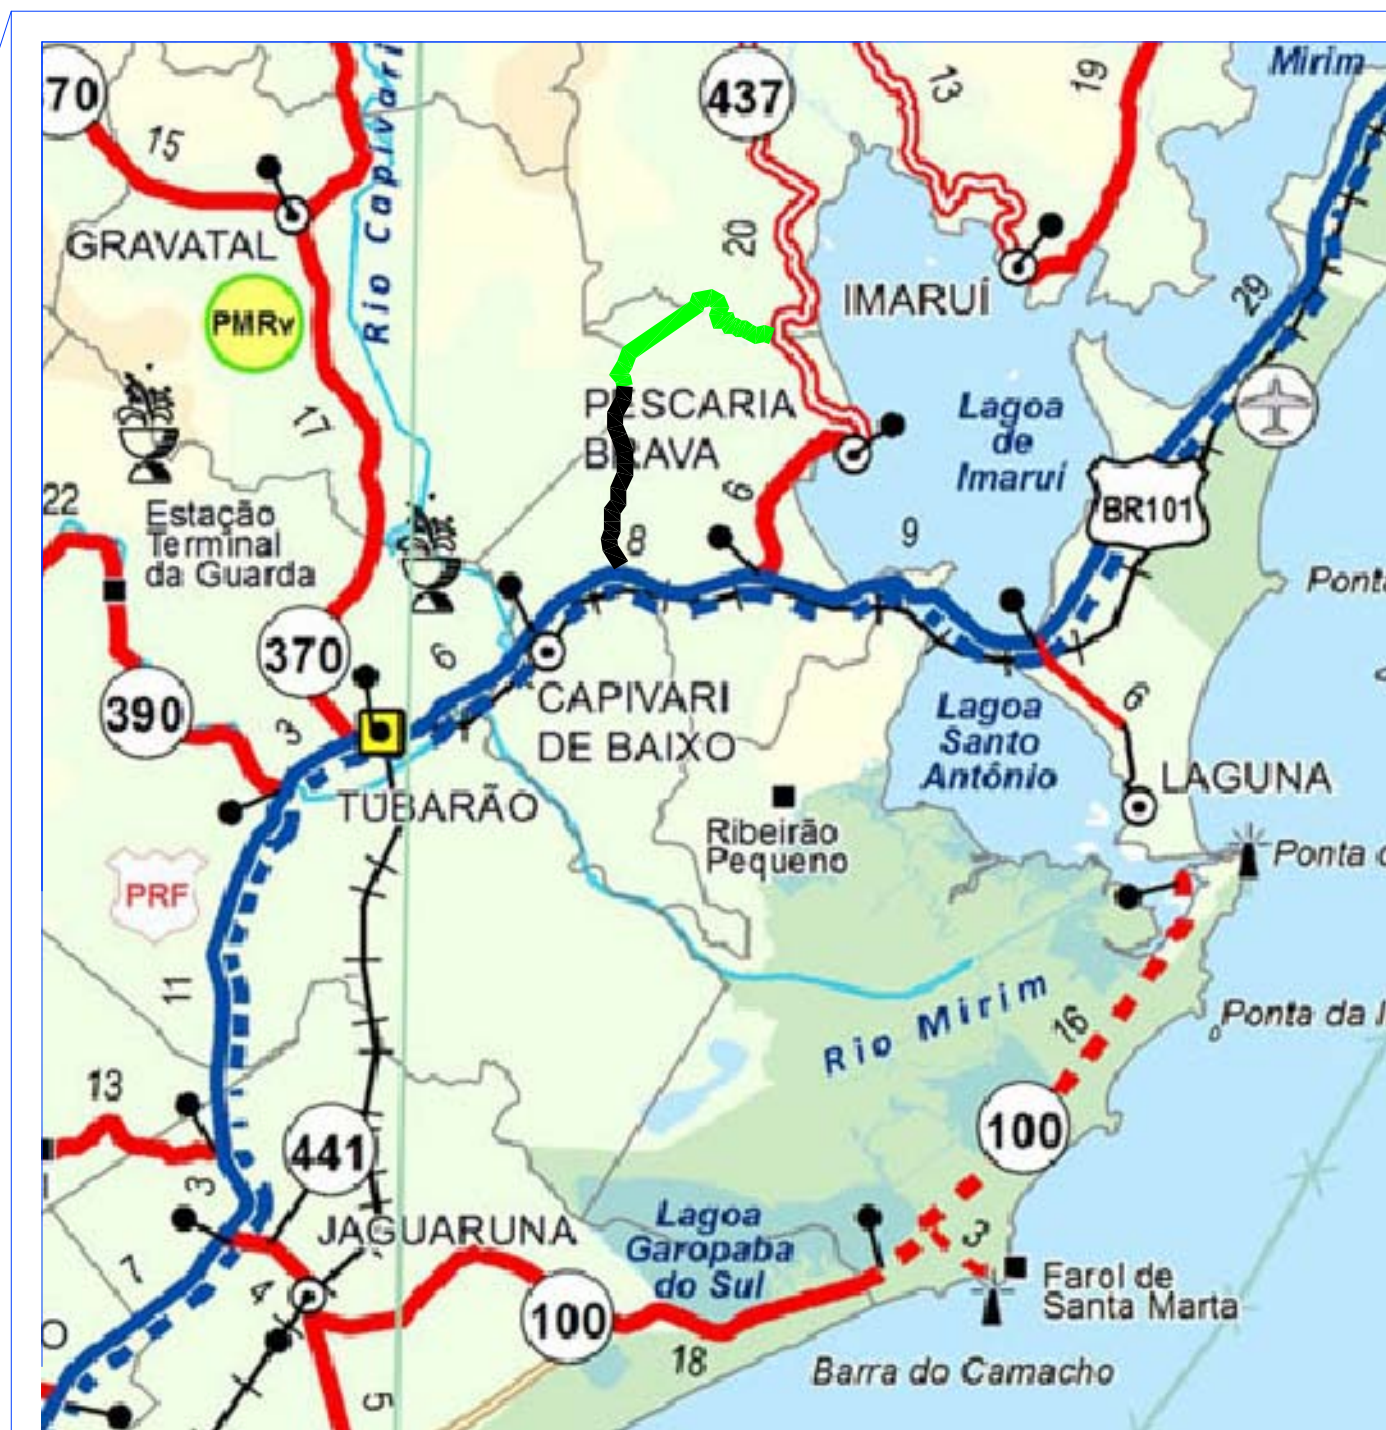 Mirim
70
15
437
13
19
Rio Capivari
GRAVATAL
20
IMARUÍ
29
PMRv
17
PESCARIA
BRAVA
Lagoa
de
Imaruí
6
22
Estação
Terminal
da Guarda
8
9
BR101
370
6
390
3
CAPIVARI
DE BAIXO
Lagoa
Santo
Antônio
6
TUBARÃO
LAGUNA
Ribeirão
Pequeno
Ponta
PRF
11
Rio Mirim
16
Ponta da
13
441
100
3
JAGUARUNA
Lagoa
Garopaba
do Sul
3
7
4
100
Farol de
Santa Marta
O
18
Barra do Camacho
5